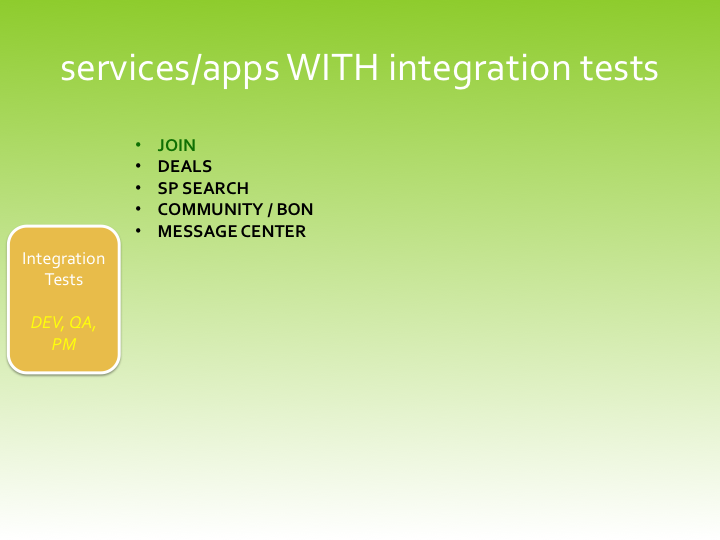 services/apps WITH integration tests
• JOIN
• DEALS
• SP SEARCH
• COMMUNITY / BON
• MESSAGE CENTER
Integration
Tests
DEV, QA,
PM